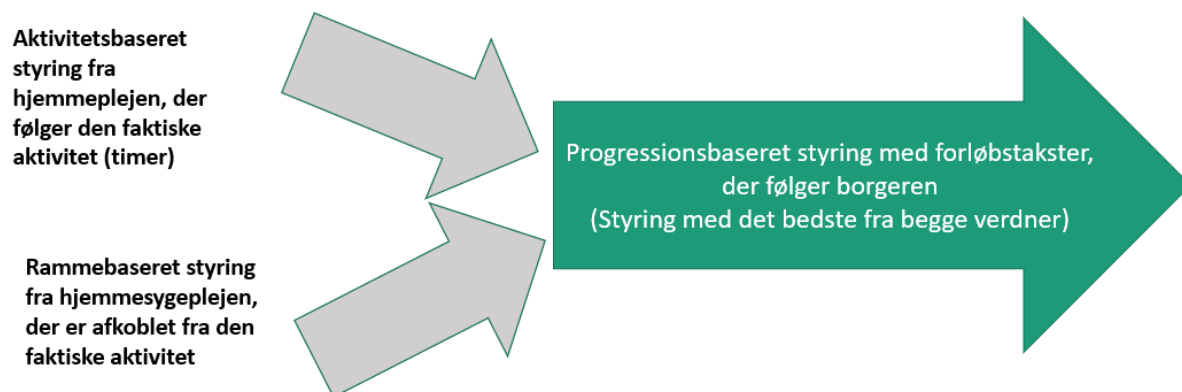 Aktivitetsbaseret
styring fra
hjemmeplejen, der
følger den faktiske
aktivitet (timer)
Rammebaseret styring
fra hjemmesygeplejen,
der er afkoblet fra den
faktiske aktivitet
Progressionsbaseret styring med forløbstakster,
der følger borgeren
(Styring med det bedste fra begge verdner)